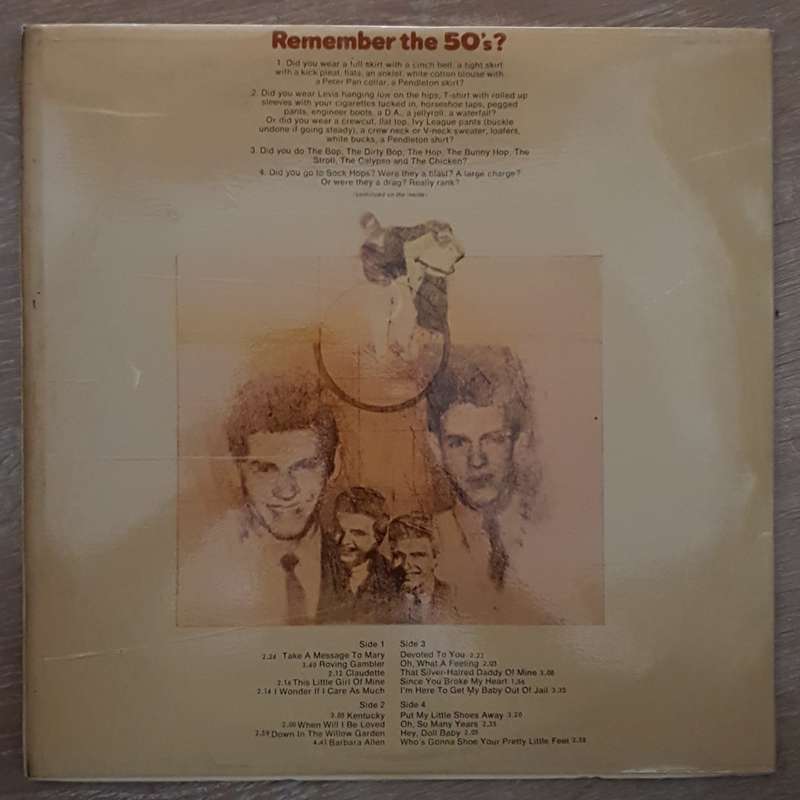 Remember the 50's?
1. Did you wear a full skirt with a cinch belt, a tight skirt
with a kick pleat, flats, an anklet, white cotton blouse with
a Peter Pan collar, a Pendleton skirt?
2. Did you wear Levis hanging low on the hips, T-shirt with rolled up
sleeves with your cigarettes tucked in, horseshoe taps, pegged
pants, engineer boots, a D.A., a jellyroll, a waterfall?
Or did you wear a crewcut, flat top, Ivy League pants (buckle
undone if going steady), a crew neck or V-neck sweater, loafers,
white bucks, a Pendleton shirt?
3. Did you do The Bop, The Dirty Bop, The Hop, The Bunny Hop, The
Stroll, The Calypso and The Chicken?
4. Did you go to Sock Hops? Were they a blast? A large charge?
Or were they a drag? Really rank?
(continued on the inside)
Side 1
2.24 Take A Message To Mary
3.40 Roving Gambler
2.12 Claudette
2.16 This Little Girl Of Mine
2.14 I Wonder If I Care As Much
Side 2
3.00 Kentucky
2.00 When Will I Be Loved
2.59 Down In The Willow Garden
4.41 Barbara Allen
Side 3
Devoted To You 2.22
Oh, What A Feeling 2.03
That Silver-Haired Daddy Of Mine 3.08
Since You Broke My Heart 1.56
I'm Here To Get My Baby Out Of Jail 3.35
Side 4
Put My Little Shoes Away 3.20
Oh, So Many Years 2.35
Hey, Doll Baby 2.05
Who's Gonna Shoe Your Pretty Little Feet 2.38